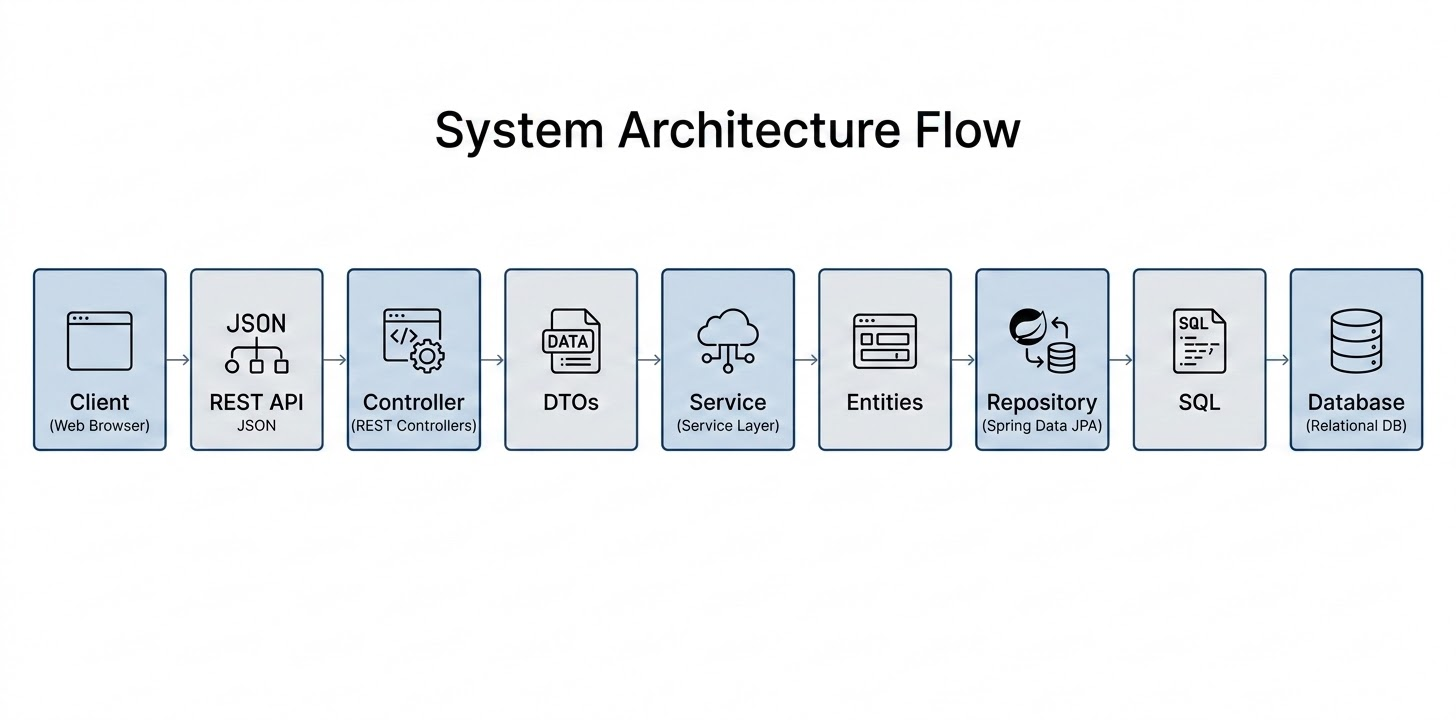 System Architecture Flow
JSON
Client
(Web Browser)
REST API
JSON
</>
Controller
(REST Controllers)
DATA
DTOs
Service
(Service Layer)
Entities
Repository
(Spring Data JPA)
SQL
SQL
Database
(Relational DB)